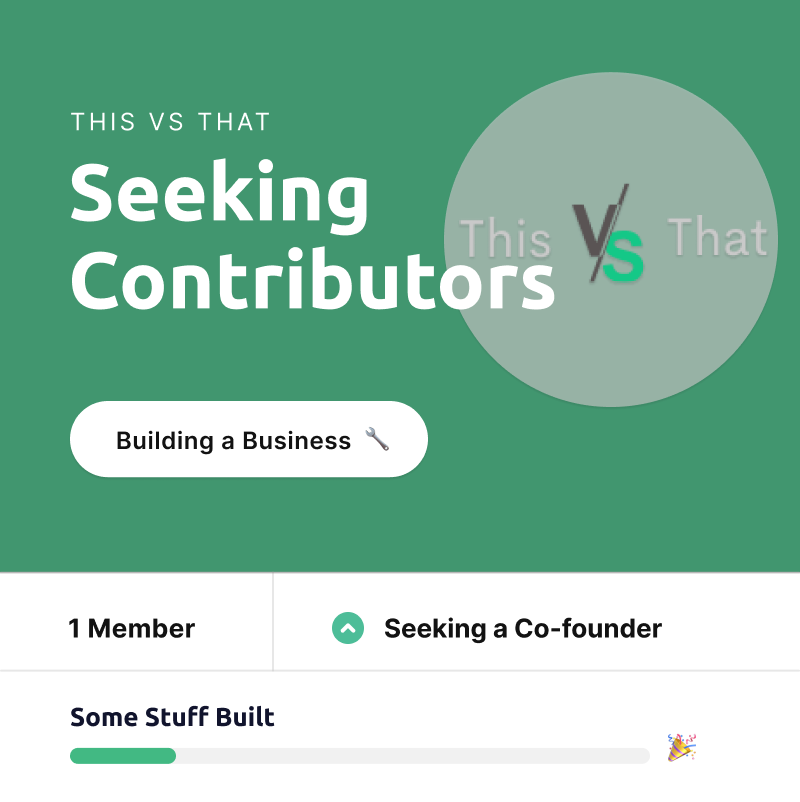 THIS VS THAT
Seeking
Contributors
This VS That
Building a Business
1 Member
Seeking a Co-founder
Some Stuff Built